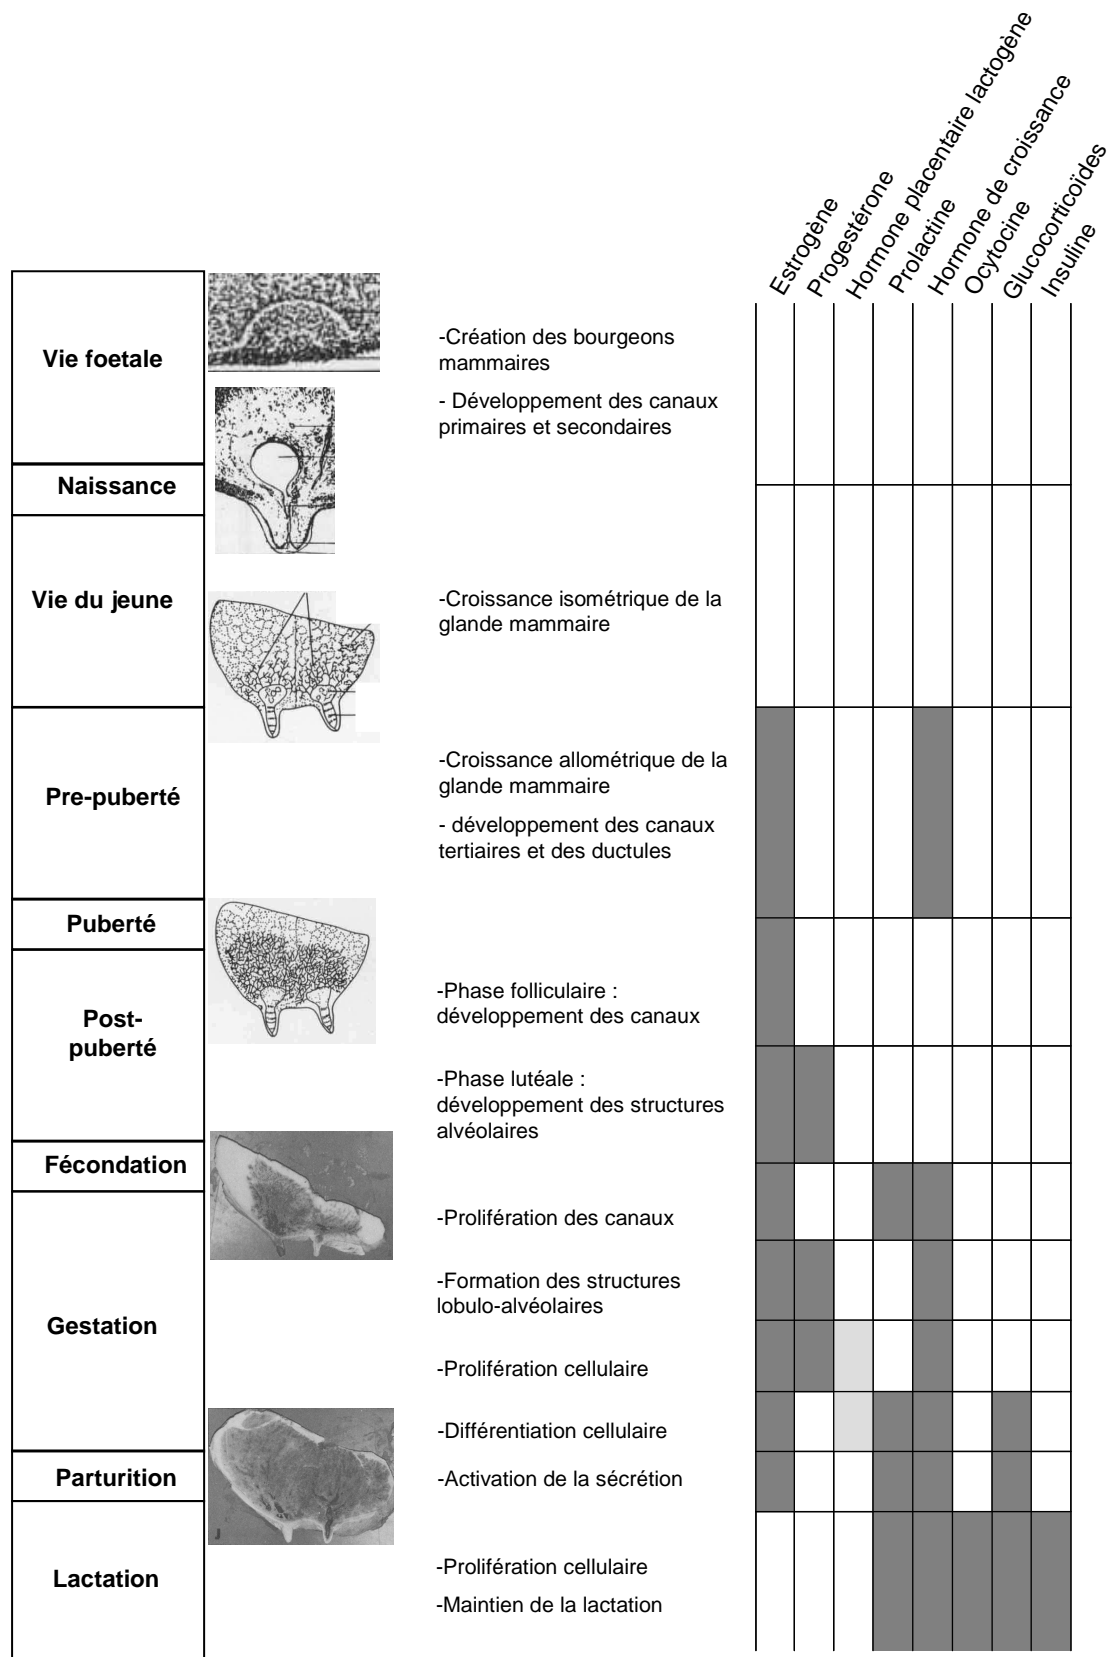 Estrogène
Progestérone
Hormone placentaire lactogène
Prolactine
Hormone de croissance
Ocytocine
Glucocorticoïdes
Insuline
Vie foetale
-Création des bourgeons
mammaires
- Développement des canaux
primaires et secondaires
Naissance
Vie du jeune
-Croissance isométrique de la
glande mammaire
Pre-puberté
-Croissance allométrique de la
glande mammaire
- développement des canaux
tertiaires et des ductules
Puberté
Post-
puberté
-Phase folliculaire :
développement des canaux
-Phase lutéale :
développement des structures
alvéolaires
Fécondation
-Prolifération des canaux
Gestation
-Formation des structures
lobulo-alvéolaires
-Prolifération cellulaire
-Différentiation cellulaire
Parturition
-Activation de la sécrétion
J
Lactation
-Prolifération cellulaire
-Maintien de la lactation